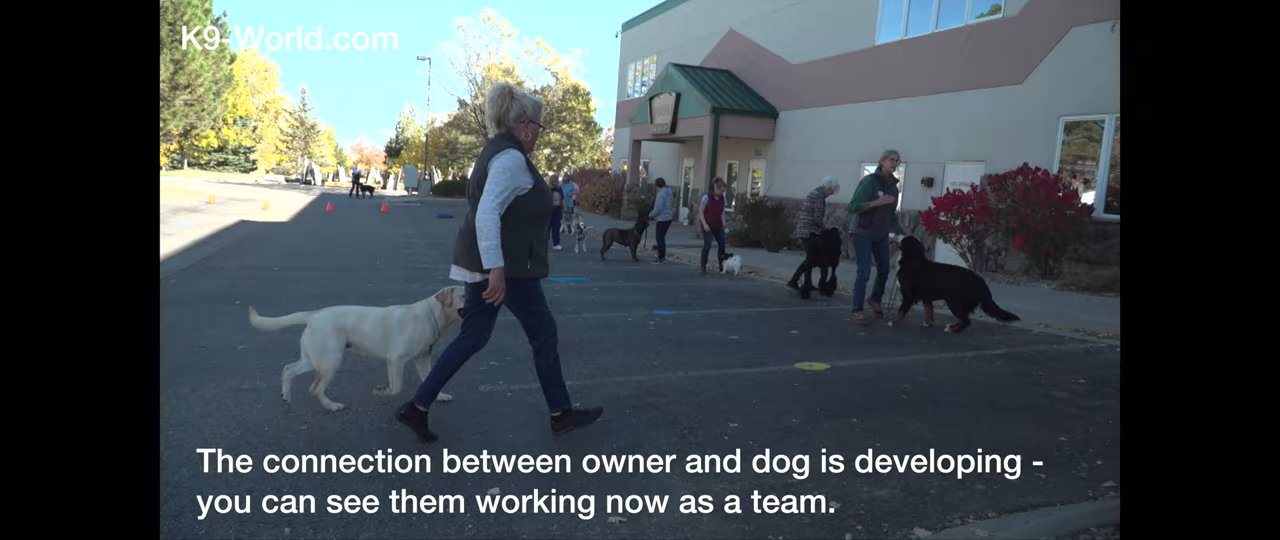 K9-World.com
The connection between owner and dog is developing -
you can see them working now as a team.